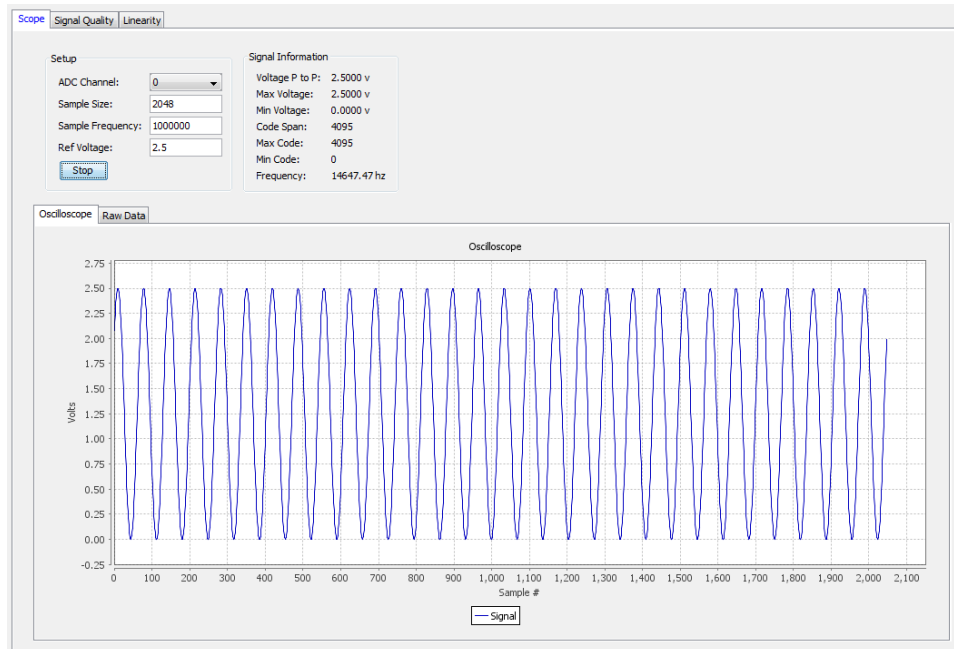 Scope Signal Quality Linearity
Setup
ADC Channel: 0
Sample Size: 2048
Sample Frequency: 1000000
Ref Voltage: 2.5
Stop
Signal Information
Voltage P to P: 2.5000 v
Max Voltage: 2.5000 v
Min Voltage: 0.0000 v
Code Span: 4095
Max Code: 4095
Min Code: 0
Frequency: 14647.47 hz
Oscilloscope Raw Data
Oscilloscope
2.75
2.50
2.25
2.00
1.75
1.50
1.25
1.00
0.75
0.50
0.25
0.00
-0.25
Volts
0 100 200 300 400 500 600 700 800 900 1,000 1,100 1,200 1,300 1,400 1,500 1,600 1,700 1,800 1,900 2,000 2,100
Sample #
Signal